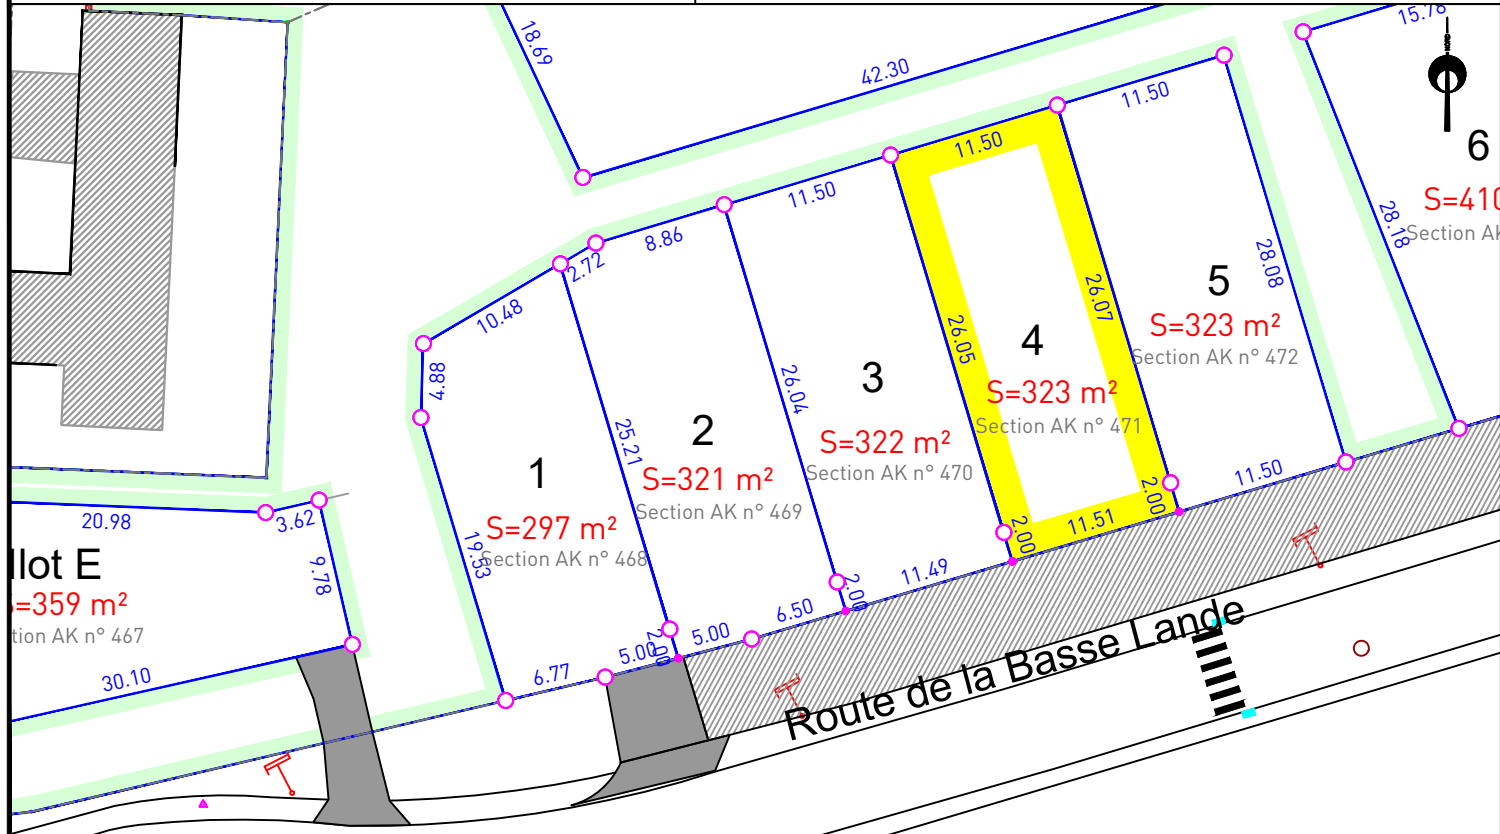 18.69
42.30
15.78
11.50
11.50
11.50
8.86
2.72
10.48
4.88
19.53
25.21
26.04
26.05
26.07
28.08
28.18
6
S=410
Section AK
5
S=323 m²
Section AK n° 472
4
S=323 m²
Section AK n° 471
3
S=322 m²
Section AK n° 470
2
S=321 m²
Section AK n° 469
1
S=297 m²
Section AK n° 468
20.98
3.62
9.78
30.10
llot E
=359 m²
tion AK n° 467
6.77
5.00
2.00
5.00
6.50
2.00
11.49
2.00
11.51
2.00
11.50
Route de la Basse Lande